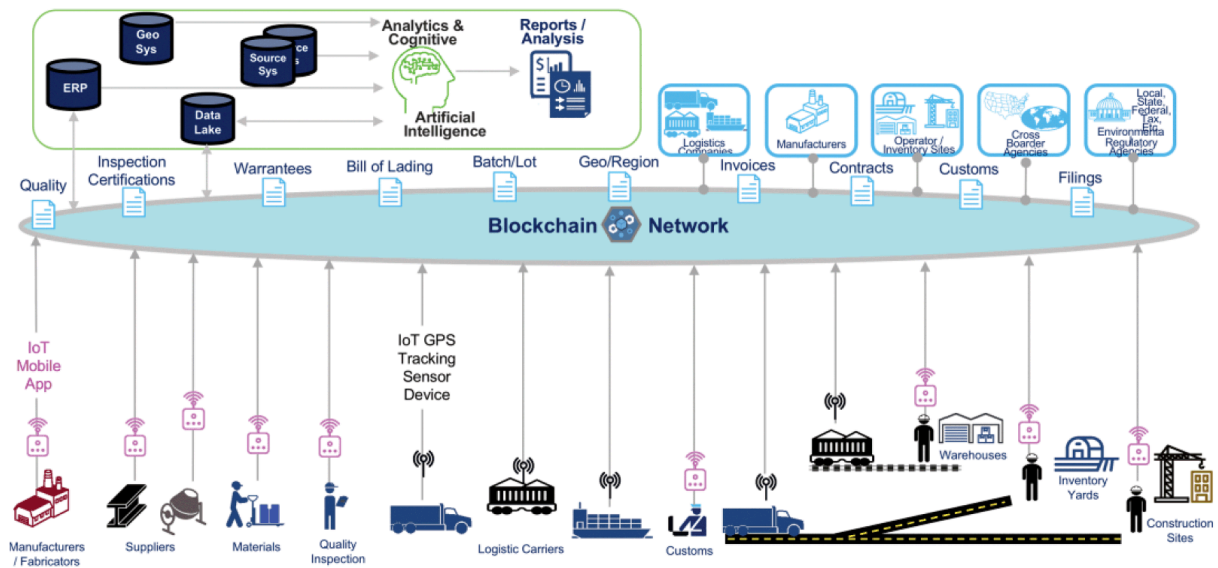 Geo
Sys
Source
Sys
ERP
Data
Lake
Analytics &
Cognitive
Artificial
Intelligence
Reports /
Analysis
Logistics
Companies
Manufacturers
Operator /
Inventory Sites
Cross
Boarder
Agencies
Local,
State,
Federal,
Tax,
Etc
Environmenta
Regulatory
Agencies
Quality
Inspection
Certifications
Warrantees
Bill of Lading
Batch/Lot
Geo/Region
Invoices
Contracts
Customs
Filings
Blockchain Network
IoT
Mobile
App
IoT GPS
Tracking
Sensor
Device
Manufacturers
/ Fabricators
Suppliers
Materials
Quality
Inspection
Logistic Carriers
Customs
Warehouses
Inventory
Yards
Construction
Sites